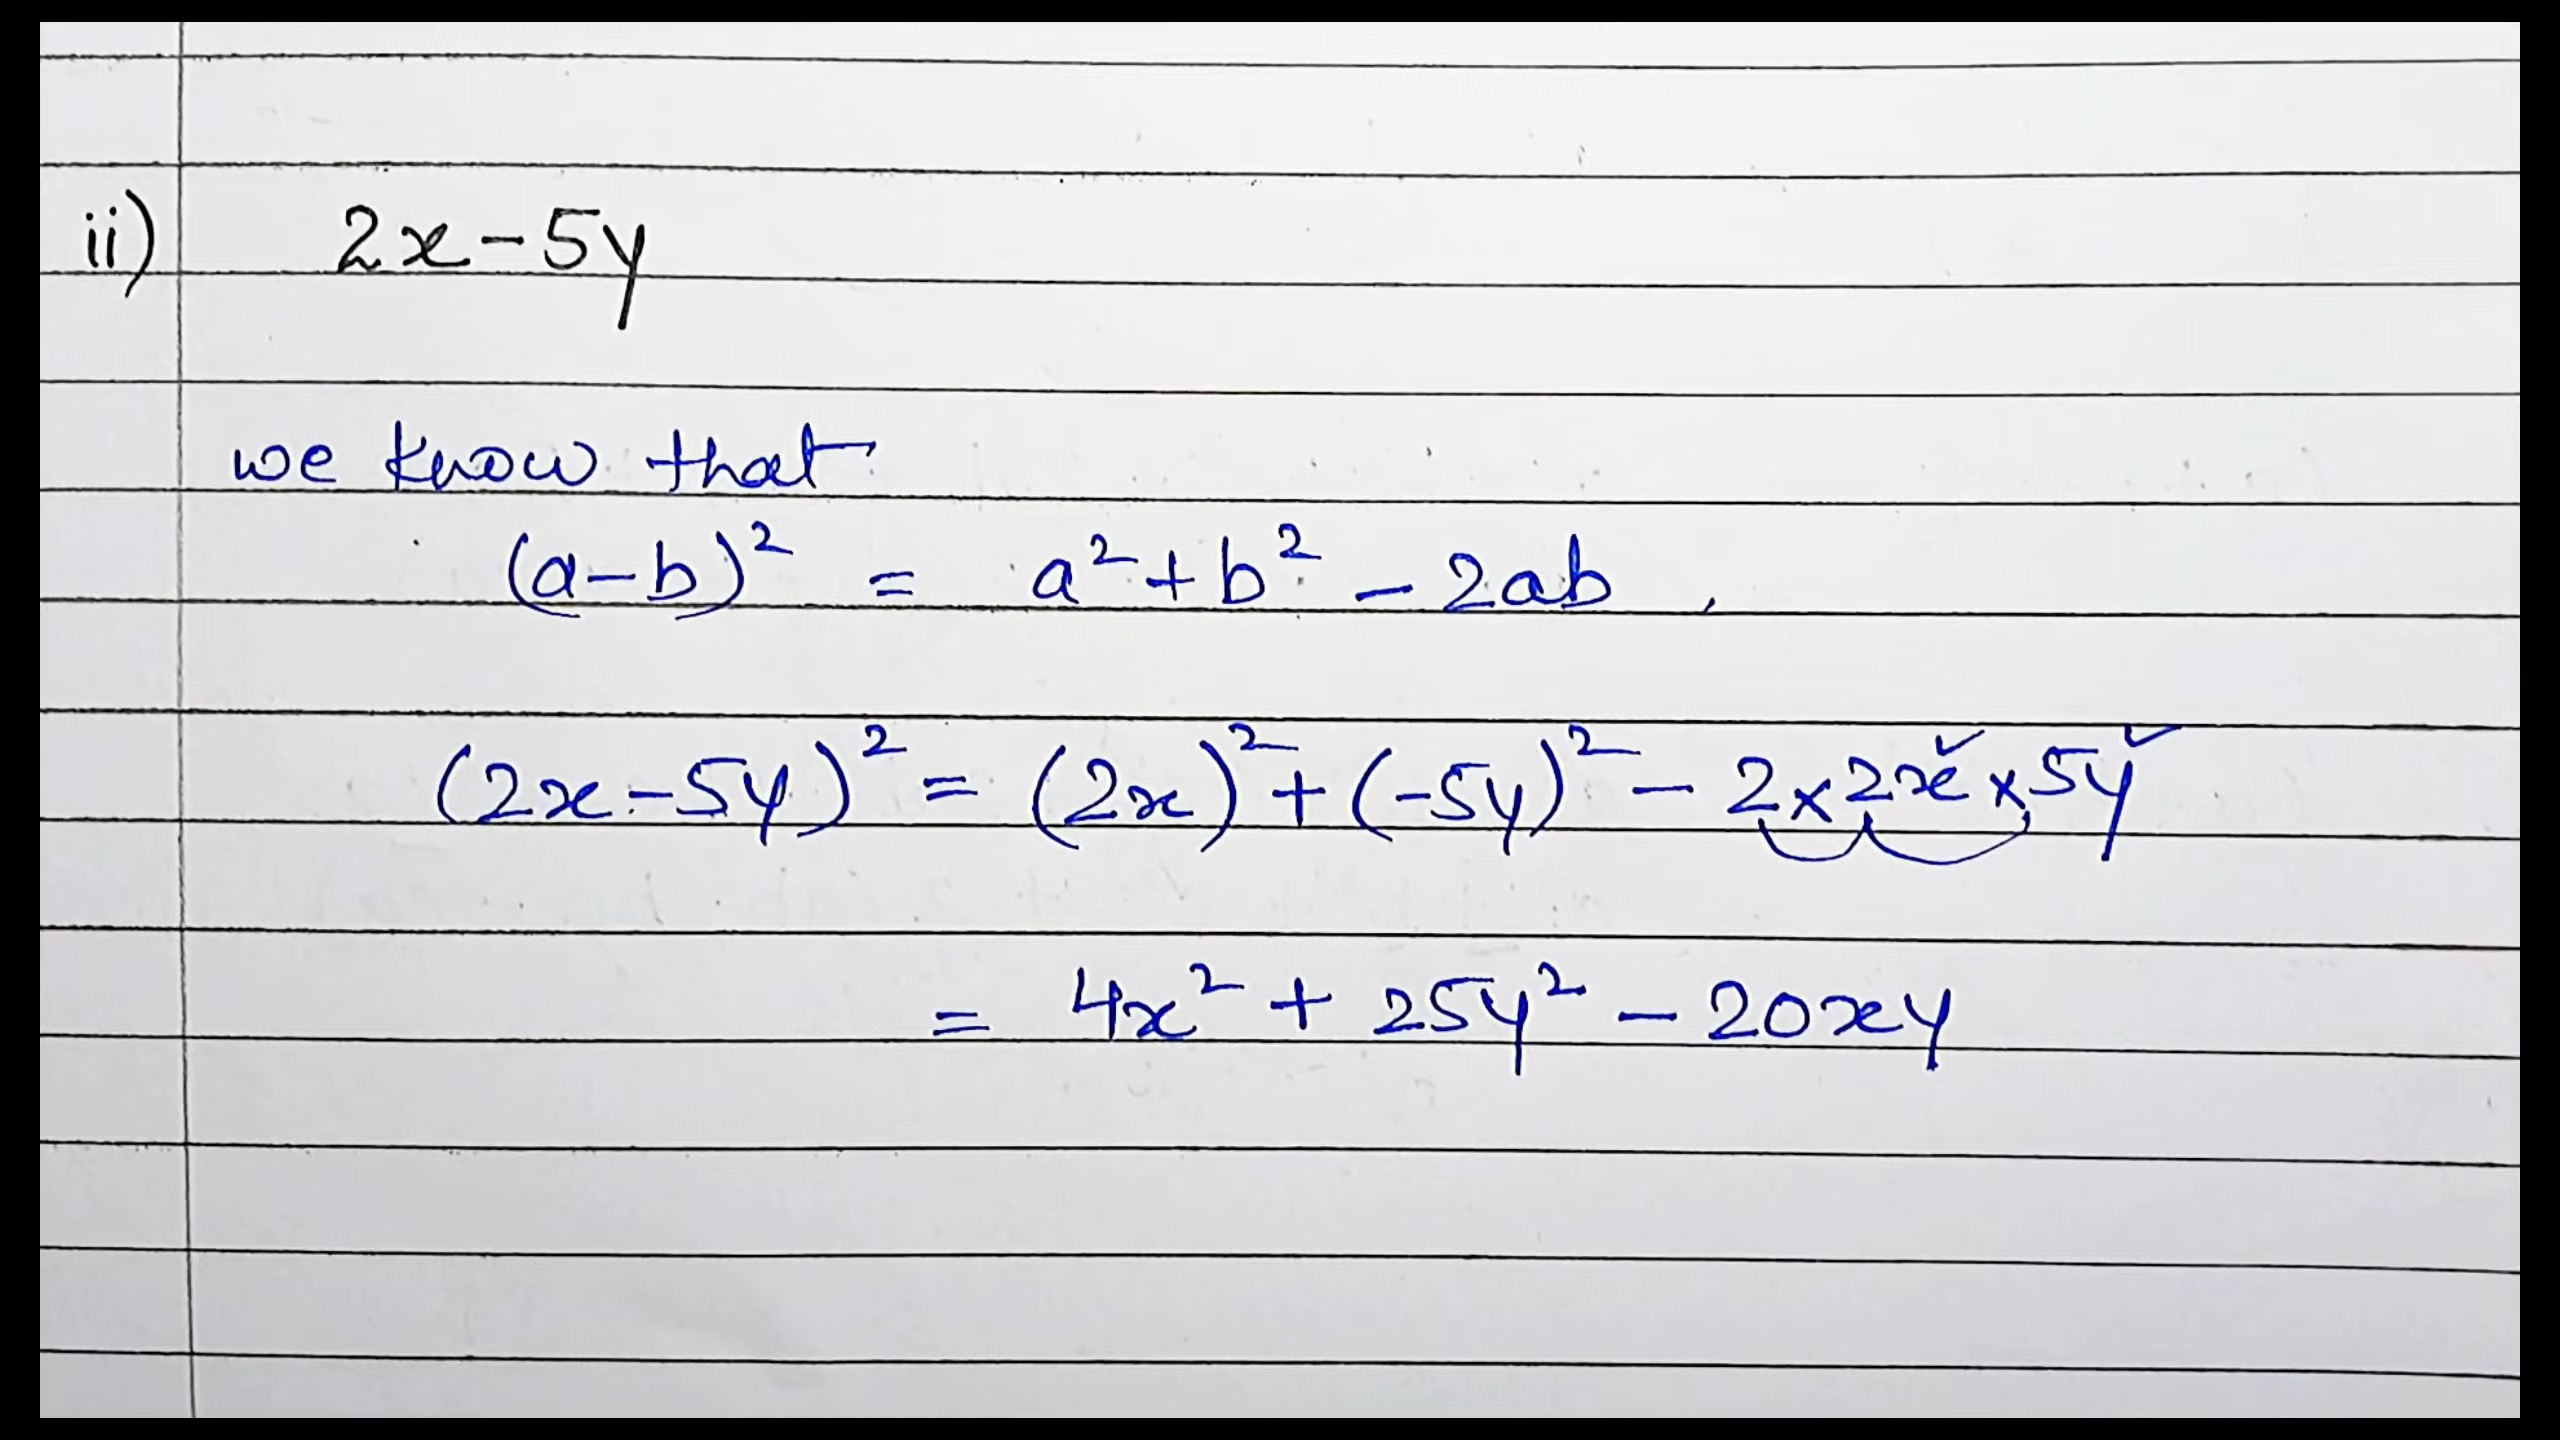 ii) 2x - 5y
we know that
(a-b)² = a² + b² - 2ab,
(2x-5y)² = (2x)² + (-5y)² - 2×2x×5y
= 4x² + 25y² - 20xy